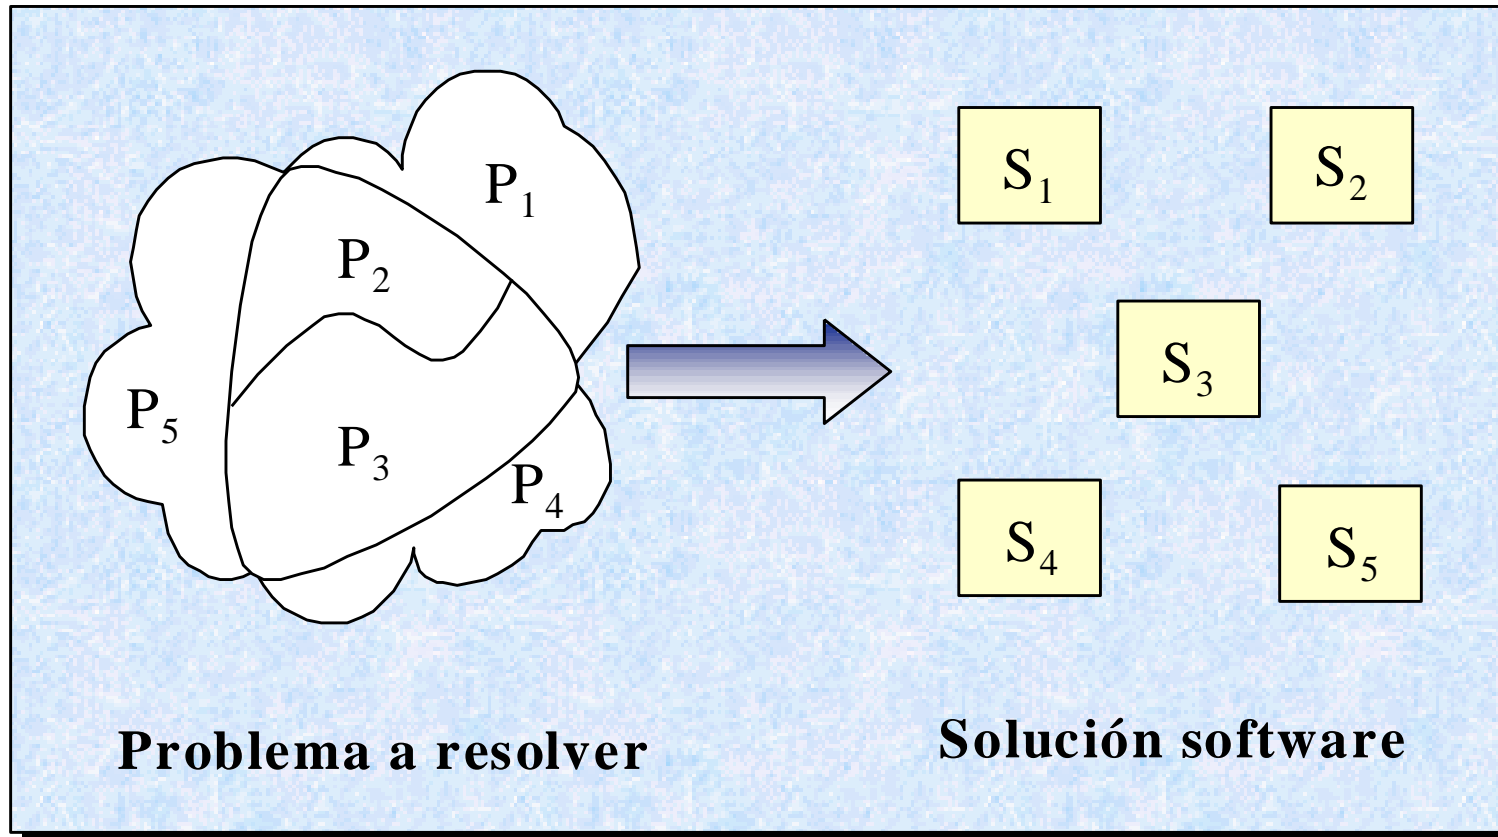 P1
P2
P3
P4
P5
S1
S2
S3
S4
S5
Problema a resolver
Solución software